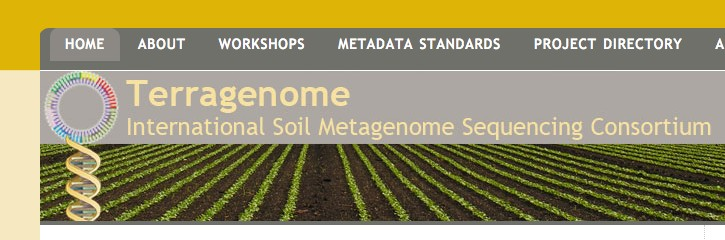 HOME ABOUT WORKSHOPS METADATA STANDARDS PROJECT DIRECTORY A
Terragenome
International Soil Metagenome Sequencing Consortium